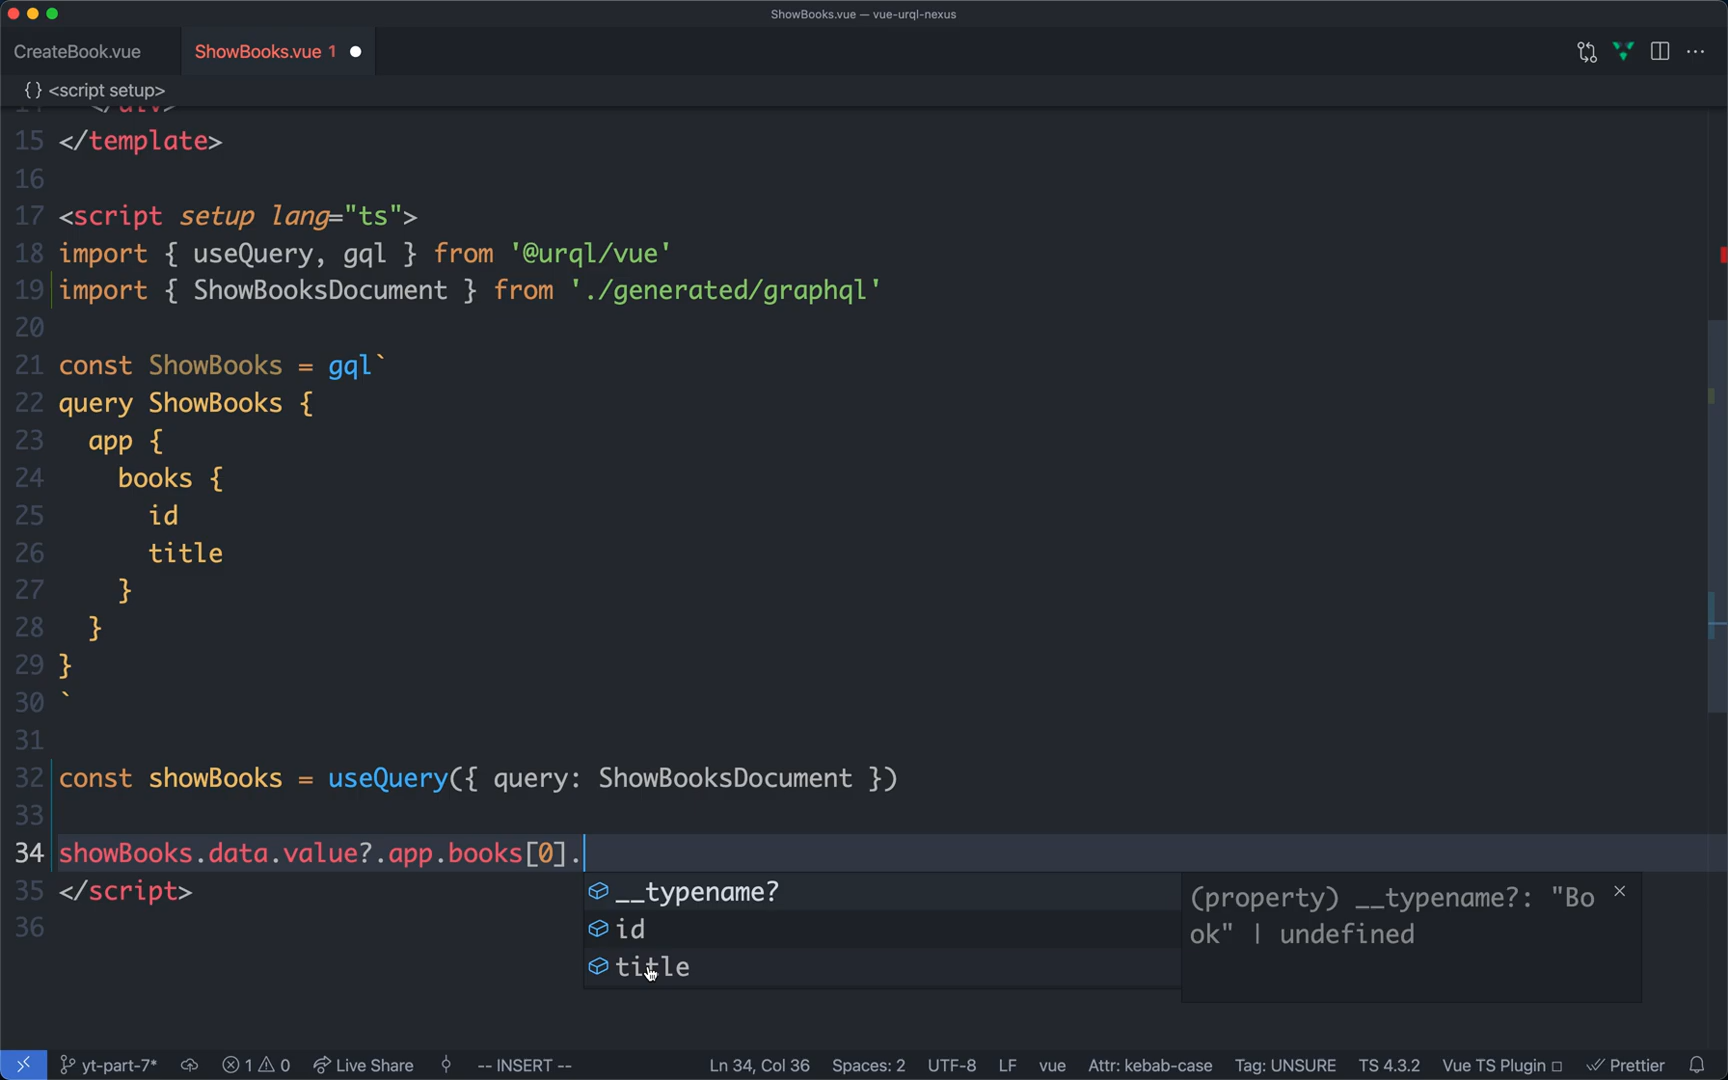 ShowBooks.vue — vue-urql-nexus
CreateBook.vue
ShowBooks.vue 1
{} <script setup>
14 </div>
15 </template>
16
17 <script setup lang="ts">
18 import { useQuery, gql } from '@urql/vue'
19 import { ShowBooksDocument } from './generated/graphql'
20
21 const ShowBooks = gql`
22 query ShowBooks {
23 app {
24 books {
25 id
26 title
27 }
28 }
29 }
30 `
31
32 const showBooks = useQuery({ query: ShowBooksDocument })
33
34 showBooks.data.value?.app.books[0].
35 </script>
36
__typename?
id
title
(property) __typename?: "Bo
ok" | undefined
yt-part-7* 1 0 Live Share -- INSERT -- Ln 34, Col 36 Spaces: 2 UTF-8 LF vue Attr: kebab-case Tag: UNSURE TS 4.3.2 Vue TS Plugin Prettier